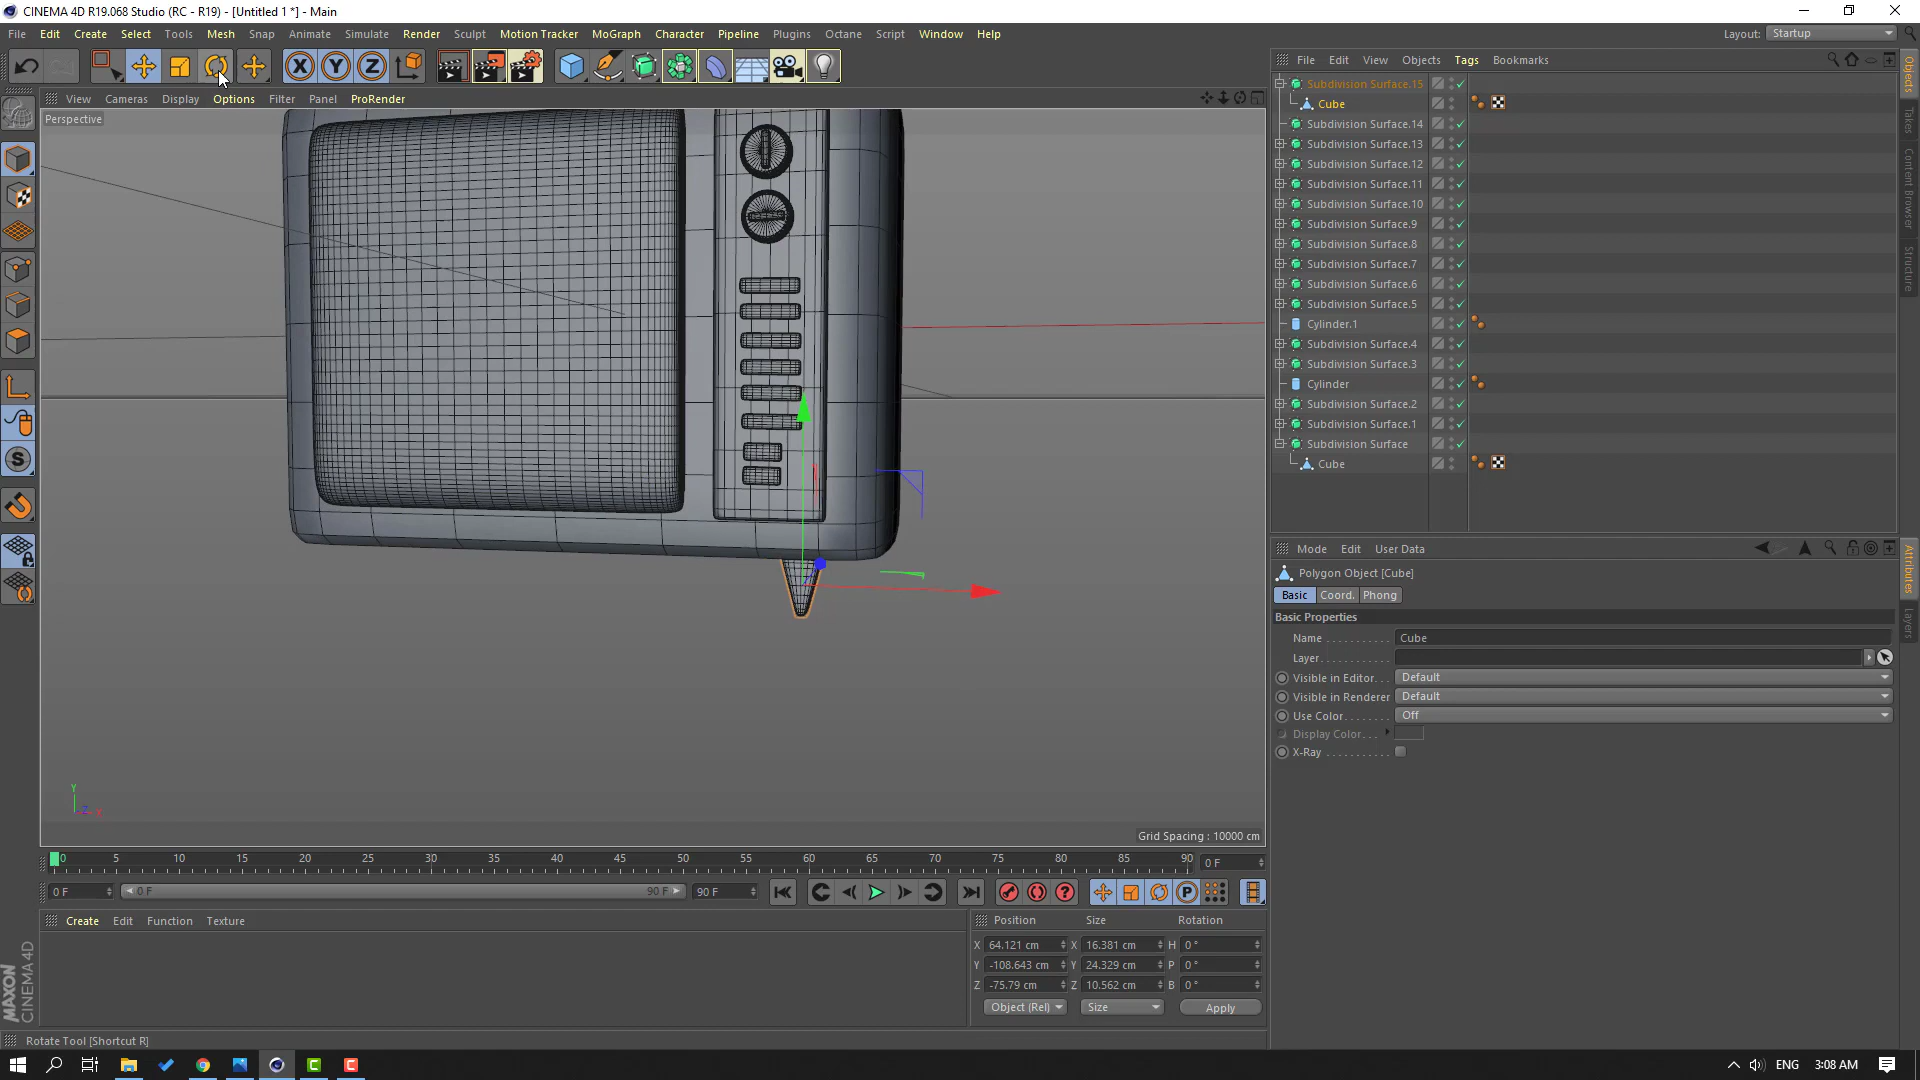 CINEMA 4D R19.068 Studio (RC - R19) - [Untitled 1 *] - Main
File Edit Create Select Tools Mesh Snap Animate Simulate Render Sculpt Motion Tracker MoGraph Character Pipeline Plugins Octane Script Window Help
Layout: Startup
X Y Z
File Edit View Objects Tags Bookmarks
View Cameras Display Options Filter Panel ProRender
Perspective
Subdivision Surface.15
Cube
Subdivision Surface.14
Subdivision Surface.13
Subdivision Surface.12
Subdivision Surface.11
Subdivision Surface.10
Subdivision Surface.9
Subdivision Surface.8
Subdivision Surface.7
Subdivision Surface.6
Subdivision Surface.5
Cylinder.1
Subdivision Surface.4
Subdivision Surface.3
Cylinder
Subdivision Surface.2
Subdivision Surface.1
Subdivision Surface
Cube
Objects
Takes
Content Browser
Structure
Mode Edit User Data
Polygon Object [Cube]
Basic Coord. Phong
Basic Properties
Name . . . . . . . . . . . Cube
Layer . . . . . . . . . . .
Visible in Editor. . . Default
Visible in Renderer Default
Use Color. . . . . . . . Off
Display Color. . .
X-Ray . . . . . . . . . . .
Attributes
Layers
S
Y
Z X
Grid Spacing : 10000 cm
0 5 10 15 20 25 30 35 40 45 50 55 60 65 70 75 80 85 90
0 F
0 F 0 F 90 F 90 F
P
Create Edit Function Texture
Position Size Rotation
X 64.121 cm X 16.381 cm H 0 °
Y -108.643 cm Y 24.329 cm P 0 °
Z -75.79 cm Z 10.562 cm B 0 °
Object (Rel) Size Apply
MAXON
CINEMA 4D
Rotate Tool [Shortcut R]
ENG 3:08 AM